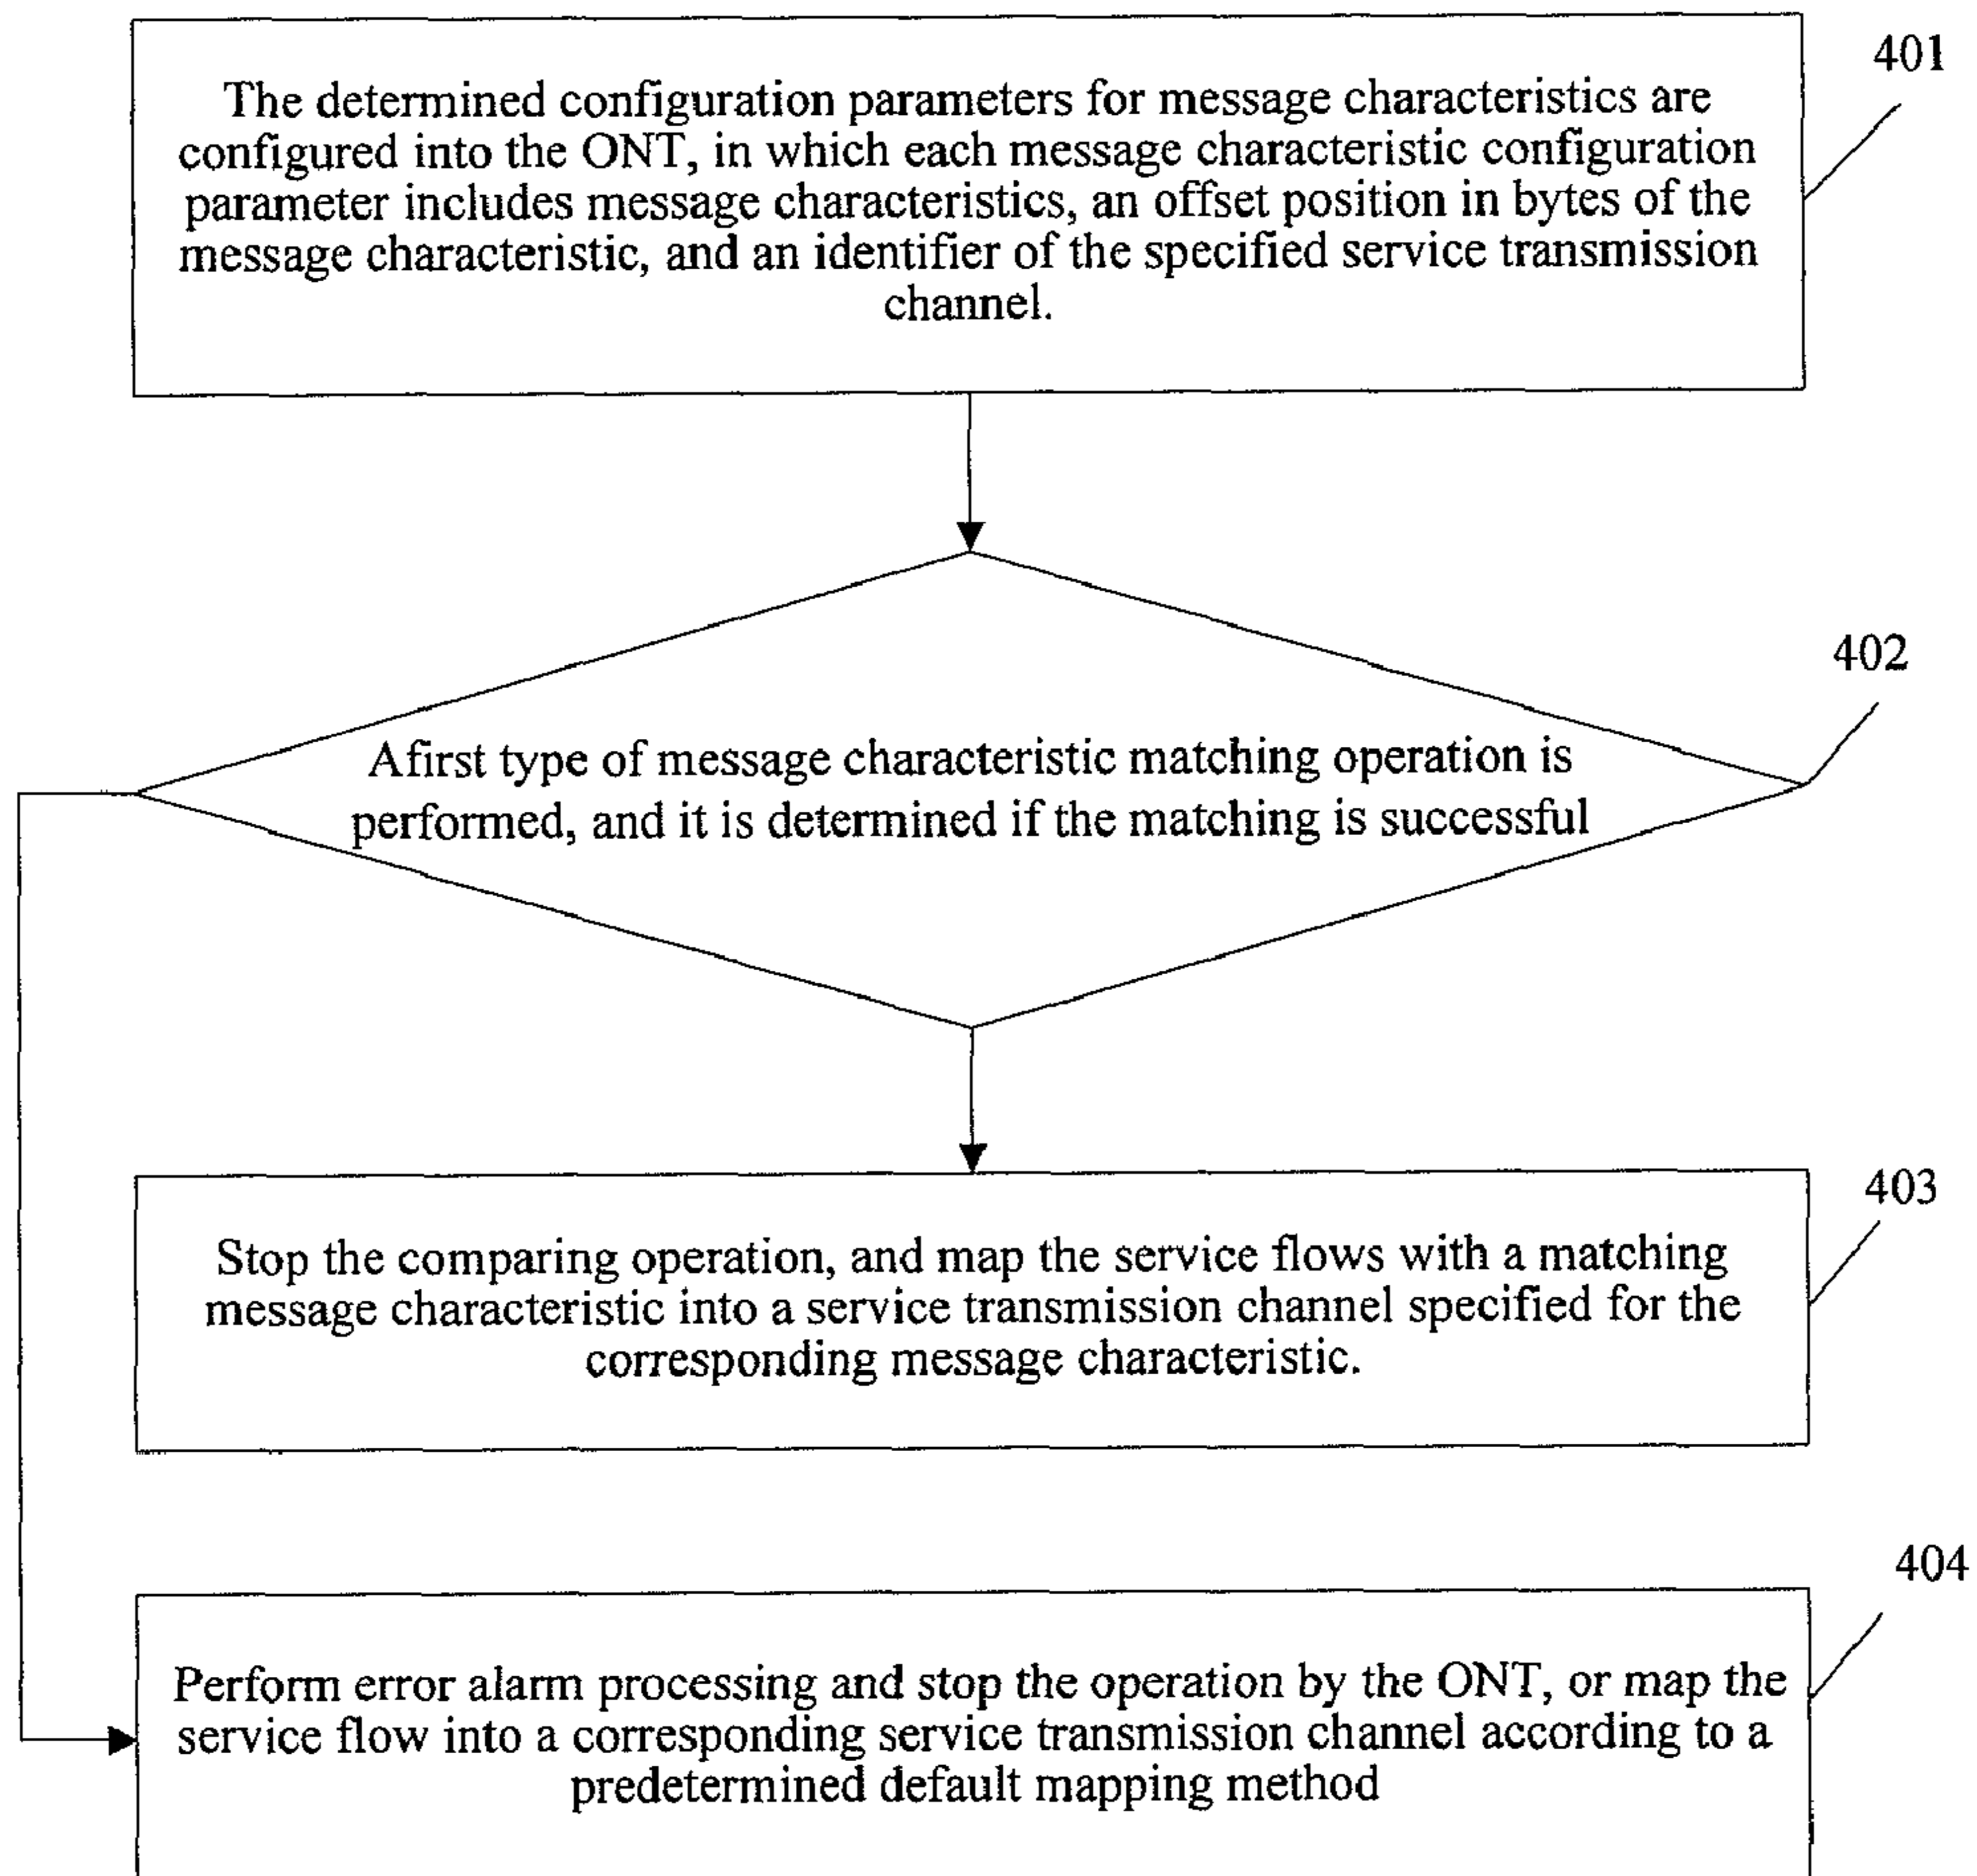 401
The determined configuration parameters for message characteristics are
configured into the ONT, in which each message characteristic configuration
parameter includes message characteristics, an offset position in bytes of the
message characteristic, and an identifier of the specified service transmission
channel.
402
Afirst type of message characteristic matching operation is
performed, and it is determined if the matching is successful
403
Stop the comparing operation, and map the service flows with a matching
message characteristic into a service transmission channel specified for the
corresponding message characteristic.
404
Perform error alarm processing and stop the operation by the ONT, or map the
service flow into a corresponding service transmission channel according to a
predetermined default mapping method